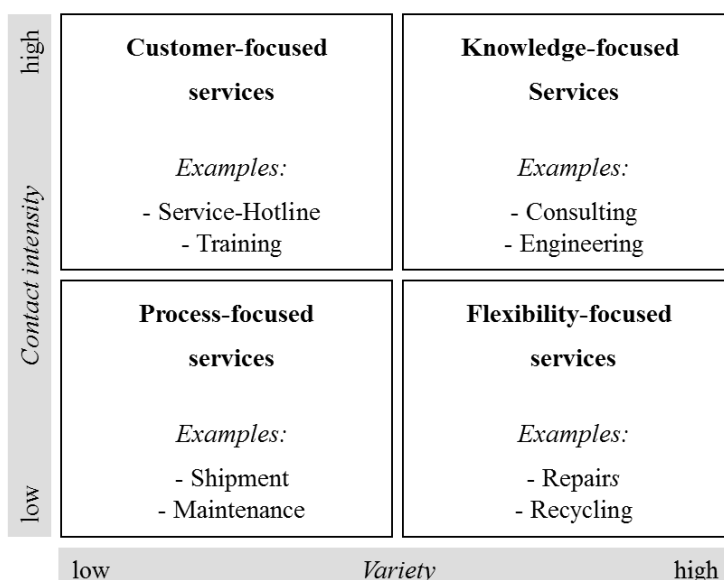 high
Contact intensity
low
Customer-focused
services
Examples:
- Service-Hotline
- Training
Knowledge-focused
Services
Examples:
- Consulting
- Engineering
Process-focused
services
Examples:
- Shipment
- Maintenance
Flexibility-focused
services
Examples:
- Repairs
- Recycling
low Variety high